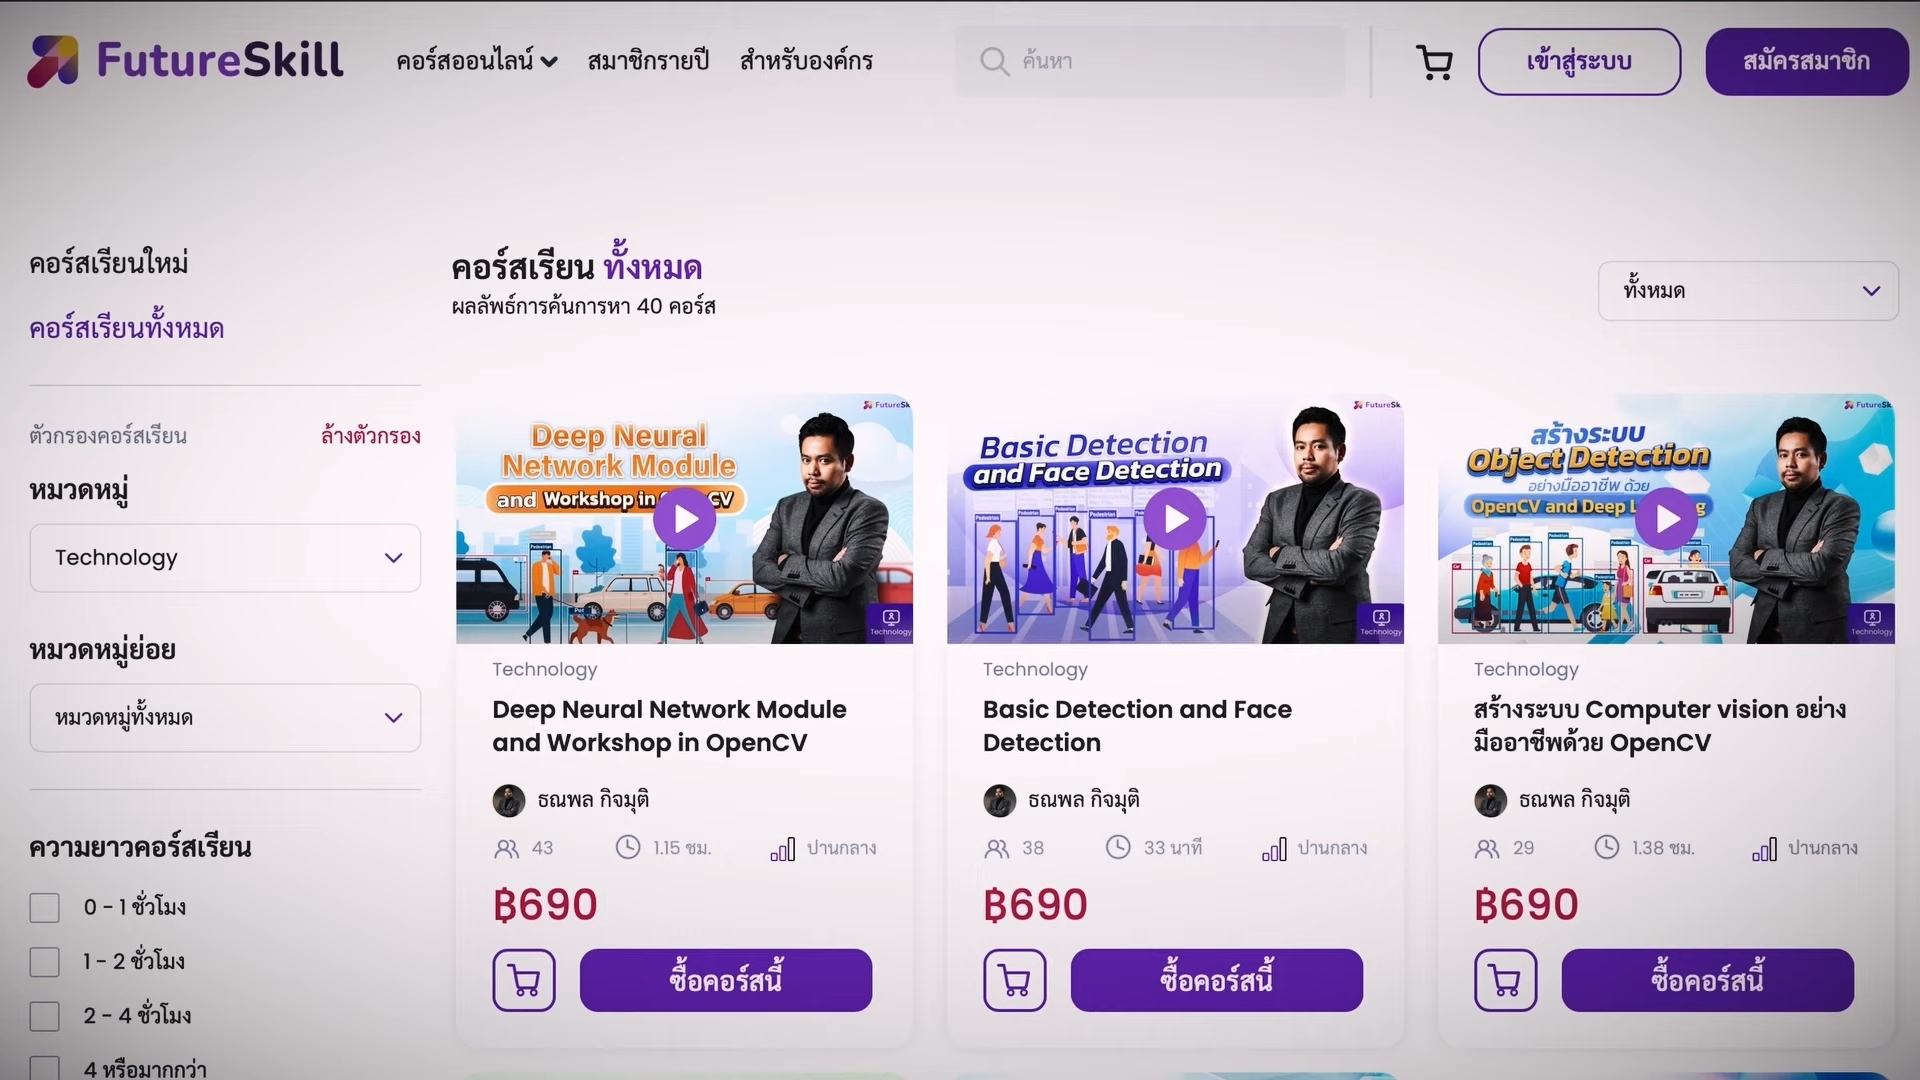 FutureSkill
คอร์สออนไลน์
สมาชิกรายปี
สำหรับองค์กร
ค้นหา
เข้าสู่ระบบ
สมัครสมาชิก
คอร์สเรียนใหม่
คอร์สเรียนทั้งหมด
ตัวกรองคอร์สเรียน
ล้างตัวกรอง
หมวดหมู่
Technology
หมวดหมู่ย่อย
หมวดหมู่ทั้งหมด
ความยาวคอร์สเรียน
0 - 1 ชั่วโมง
1 - 2 ชั่วโมง
2 - 4 ชั่วโมง
4 หรือมากกว่า
คอร์สเรียน ทั้งหมด
ผลลัพธ์การค้นการหา 40 คอร์ส
ทั้งหมด
FutureSk
Deep Neural
Network Module
and Workshop in CV
Technology
Technology
Deep Neural Network Module
and Workshop in OpenCV
ธณพล กิจมุติ
43
1.15 ชม.
ปานกลาง
฿690
ซื้อคอร์สนี้
FutureSk
Basic Detection
and Face Detection
Technology
Technology
Basic Detection and Face
Detection
ธณพล กิจมุติ
38
33 นาที
ปานกลาง
฿690
ซื้อคอร์สนี้
FutureSk
สร้างระบบ
Object Detection
อย่างมืออาชีพ ด้วย
OpenCV and Deep
Technology
Technology
สร้างระบบ Computer vision อย่าง
มืออาชีพด้วย OpenCV
ธณพล กิจมุติ
29
1.38 ชม.
ปานกลาง
฿690
ซื้อคอร์สนี้